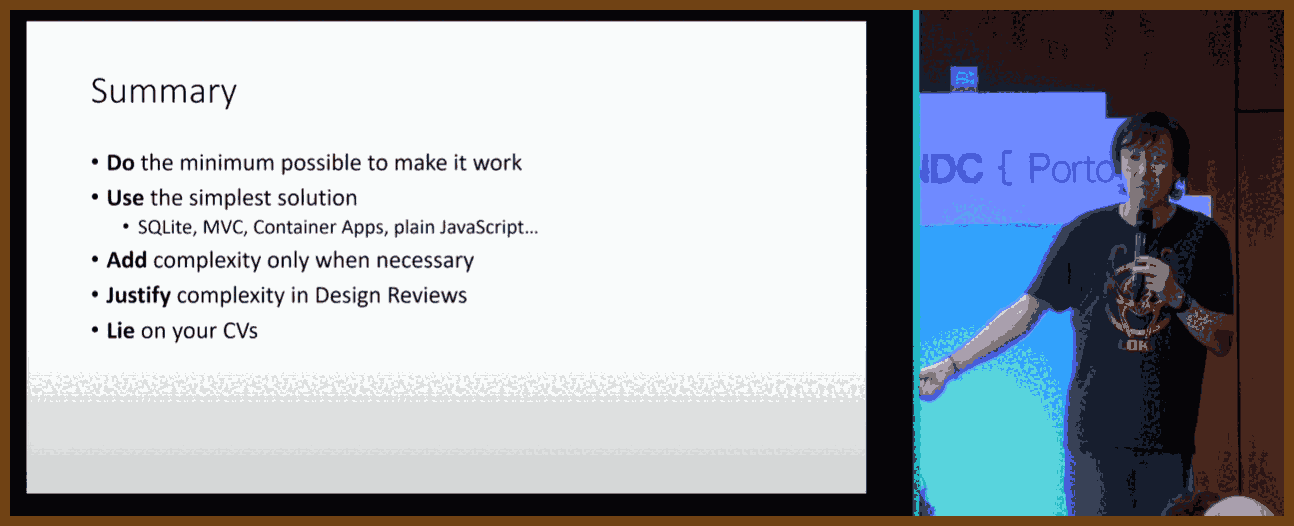 Summary
• Do the minimum possible to make it work
• Use the simplest solution
• SQLite, MVC, Container Apps, plain JavaScript...
• Add complexity only when necessary
• Justify complexity in Design Reviews
• Lie on your CVs
NDC { Porto
LOK